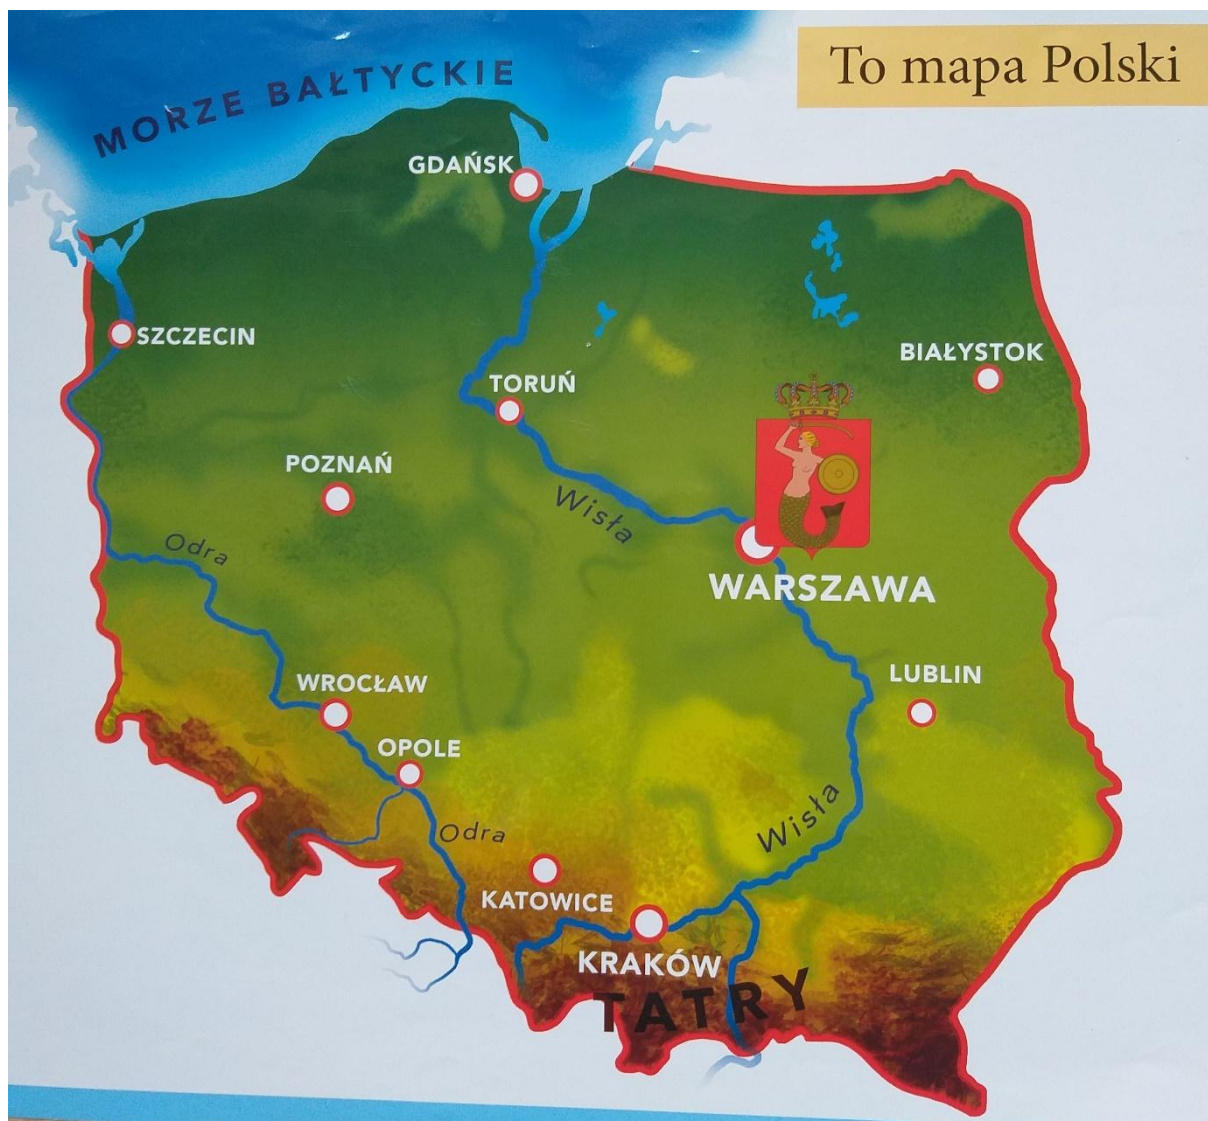 To mapa Polski
MORZE BAŁTYCKIE
GDAŃSK
SZCZECIN
BIAŁYSTOK
TORUŃ
POZNAŃ
Wisła
Odra
WARSZAWA
LUBLIN
WROCŁAW
OPOLE
Odra
Wisła
KATOWICE
KRAKÓW
TATRY